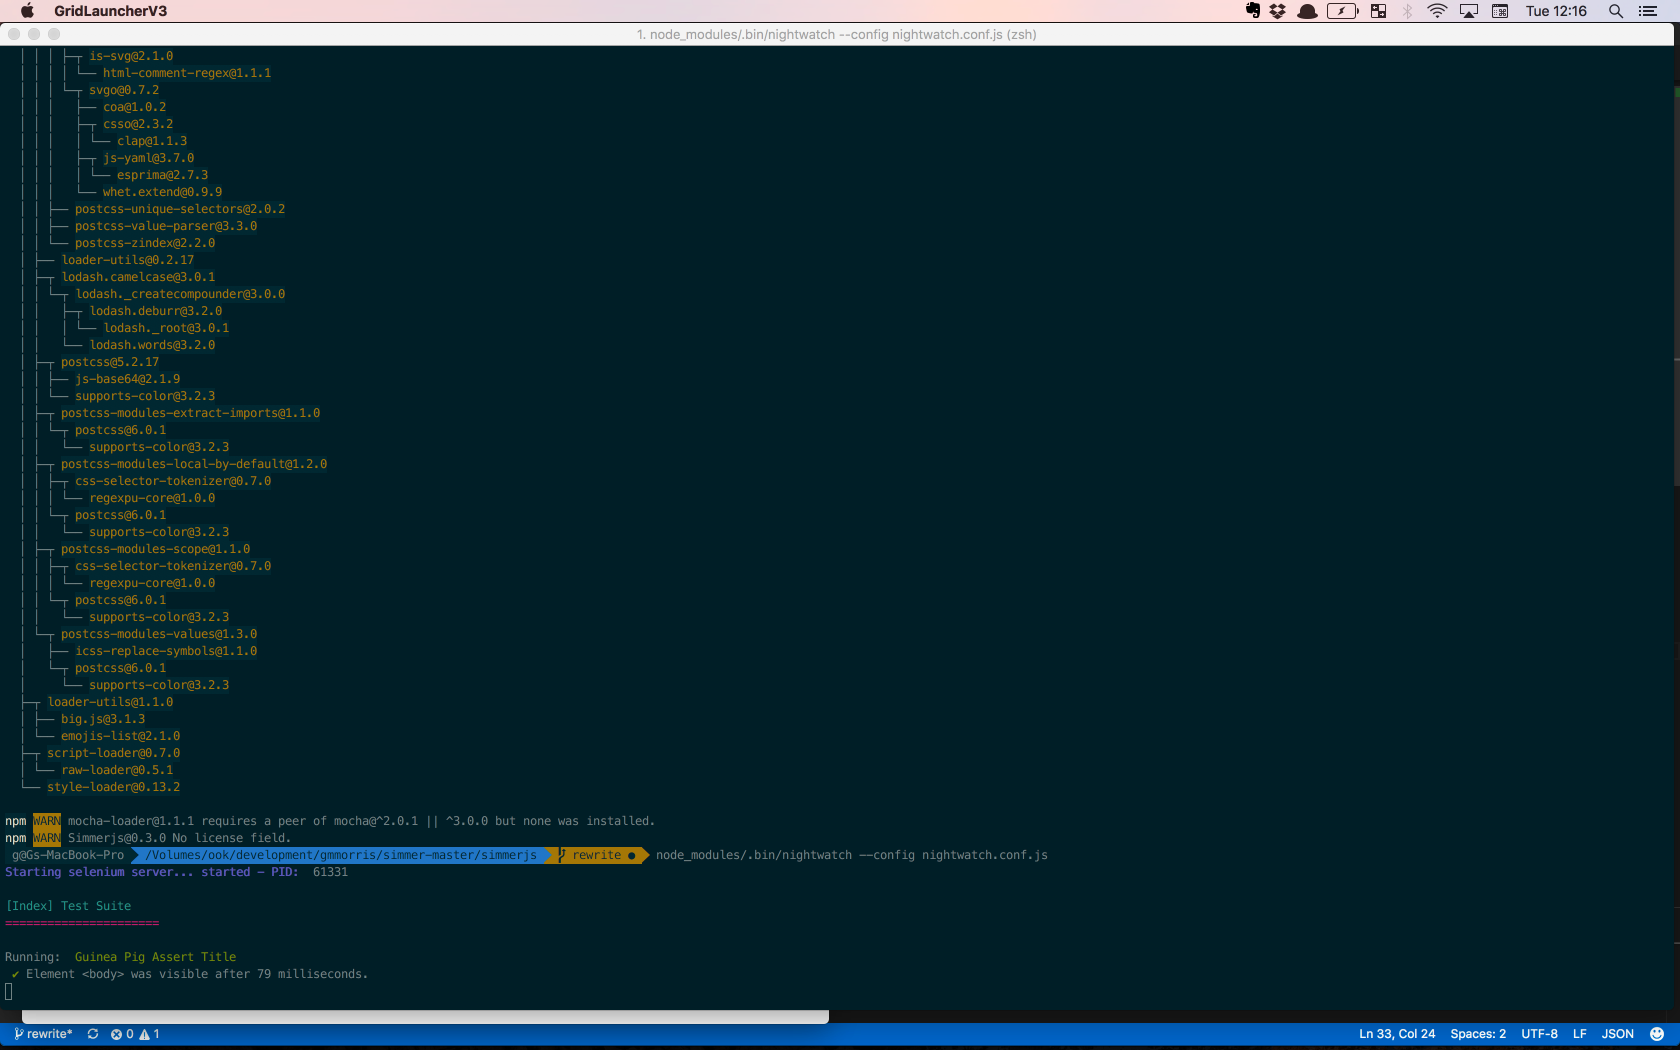 GridLauncherV3
Tue 12:16
1. node_modules/.bin/nightwatch --config nightwatch.conf.js (zsh)
│ │ │ ├─┬ is-svg@2.1.0
│ │ │ │ └── html-comment-regex@1.1.1
│ │ │ └─┬ svgo@0.7.2
│ │ │   ├── coa@1.0.2
│ │ │   ├─┬ csso@2.3.2
│ │ │   │ └── clap@1.1.3
│ │ │   ├─┬ js-yaml@3.7.0
│ │ │   │ └── esprima@2.7.3
│ │ │   └── whet.extend@0.9.9
│ │ ├── postcss-unique-selectors@2.0.2
│ │ ├── postcss-value-parser@3.3.0
│ │ └── postcss-zindex@2.2.0
│ ├── loader-utils@0.2.17
│ ├─┬ lodash.camelcase@3.0.1
│ │ └─┬ lodash._createcompounder@3.0.0
│ │   ├─┬ lodash.deburr@3.2.0
│ │   │ └── lodash._root@3.0.1
│ │   └── lodash.words@3.2.0
│ ├─┬ postcss@5.2.17
│ │ ├── js-base64@2.1.9
│ │ └── supports-color@3.2.3
│ ├─┬ postcss-modules-extract-imports@1.1.0
│ │ └─┬ postcss@6.0.1
│ │   └── supports-color@3.2.3
│ ├─┬ postcss-modules-local-by-default@1.2.0
│ │ ├─┬ css-selector-tokenizer@0.7.0
│ │ │ └── regexpu-core@1.0.0
│ │ └─┬ postcss@6.0.1
│ │   └── supports-color@3.2.3
│ ├─┬ postcss-modules-scope@1.1.0
│ │ ├─┬ css-selector-tokenizer@0.7.0
│ │ │ └── regexpu-core@1.0.0
│ │ └─┬ postcss@6.0.1
│ │   └── supports-color@3.2.3
│ └─┬ postcss-modules-values@1.3.0
│   ├── icss-replace-symbols@1.1.0
│   └─┬ postcss@6.0.1
│     └── supports-color@3.2.3
├─┬ loader-utils@1.1.0
│ ├── big.js@3.1.3
│ └── emojis-list@2.1.0
├─┬ script-loader@0.7.0
│ └── raw-loader@0.5.1
└── style-loader@0.13.2
npm WARN mocha-loader@1.1.1 requires a peer of mocha@^2.0.1 || ^3.0.0 but none was installed.
npm WARN Simmerjs@0.3.0 No license field.
g@Gs-MacBook-Pro /Volumes/ook/development/gmmorris/simmer-master/simmerjs rewrite ● node_modules/.bin/nightwatch --config nightwatch.conf.js
Starting selenium server... started - PID:  61331
[Index] Test Suite
======================
Running:  Guinea Pig Assert Title
✔ Element <body> was visible after 79 milliseconds.
rewrite* 0 1 Ln 33, Col 24 Spaces: 2 UTF-8 LF JSON